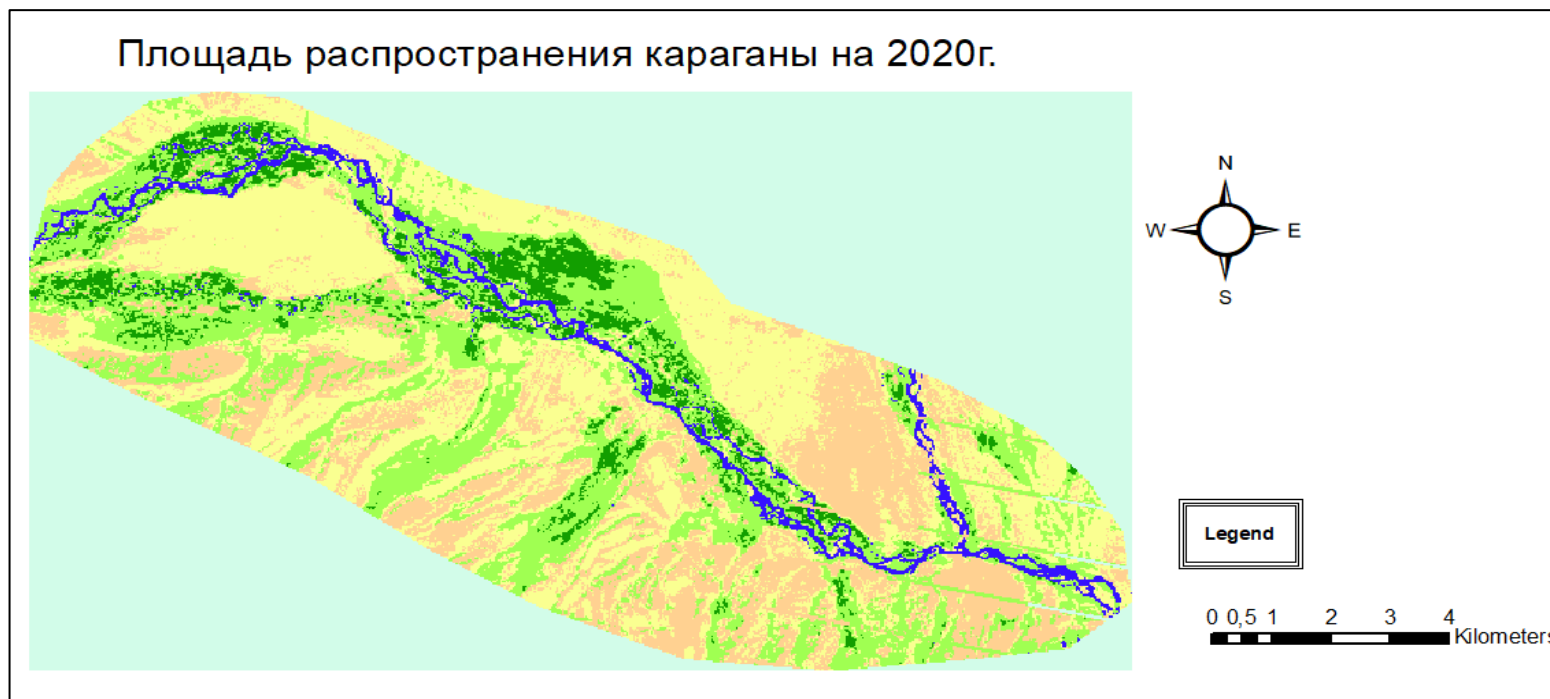 Площадь распространения караганы на 2020г.
N
W E
S
Legend
0 0,5 1 2 3 4
Kilometers